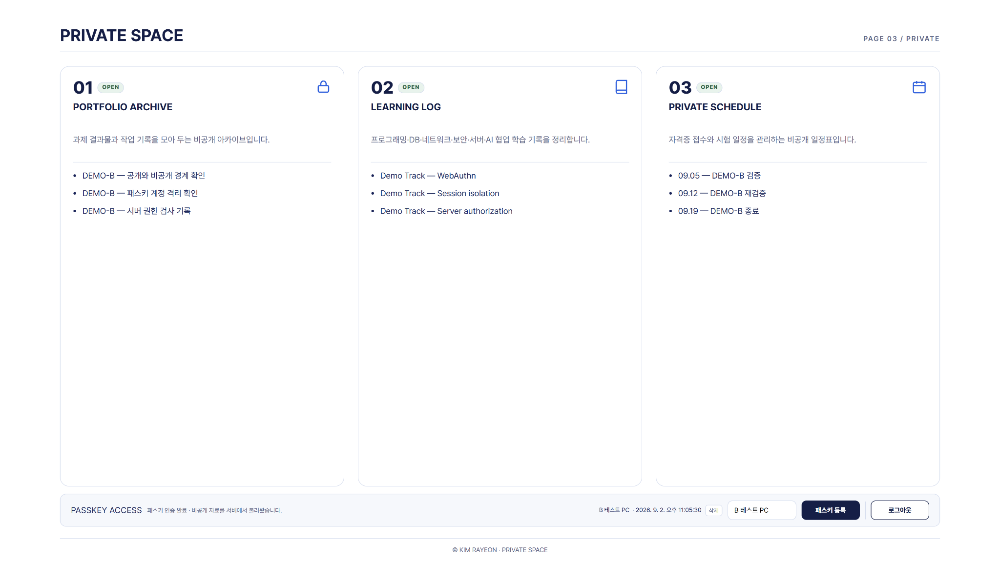 PRIVATE SPACE
PAGE 03 / PRIVATE
01 OPEN
PORTFOLIO ARCHIVE
과제 결과물과 작업 기록을 모아 두는 비공개 아카이브입니다.
• DEMO-B — 공개와 비공개 경계 확인
• DEMO-B — 패스키 계정 격리 확인
• DEMO-B — 서버 권한 검사 기록
02 OPEN
LEARNING LOG
프로그래밍·DB·네트워크·보안·서버·AI 협업 학습 기록을 정리합니다.
• Demo Track — WebAuthn
• Demo Track — Session isolation
• Demo Track — Server authorization
03 OPEN
PRIVATE SCHEDULE
자격증 접수와 시험 일정을 관리하는 비공개 일정표입니다.
• 09.05 — DEMO-B 검증
• 09.12 — DEMO-B 재검증
• 09.19 — DEMO-B 종료
PASSKEY ACCESS 패스키 인증 완료 · 비공개 자료를 서버에서 불러왔습니다.
B 테스트 PC · 2026. 9. 2. 오후 11:05:30 삭제 B 테스트 PC 패스키 등록 로그아웃
© KIM RAYEON · PRIVATE SPACE